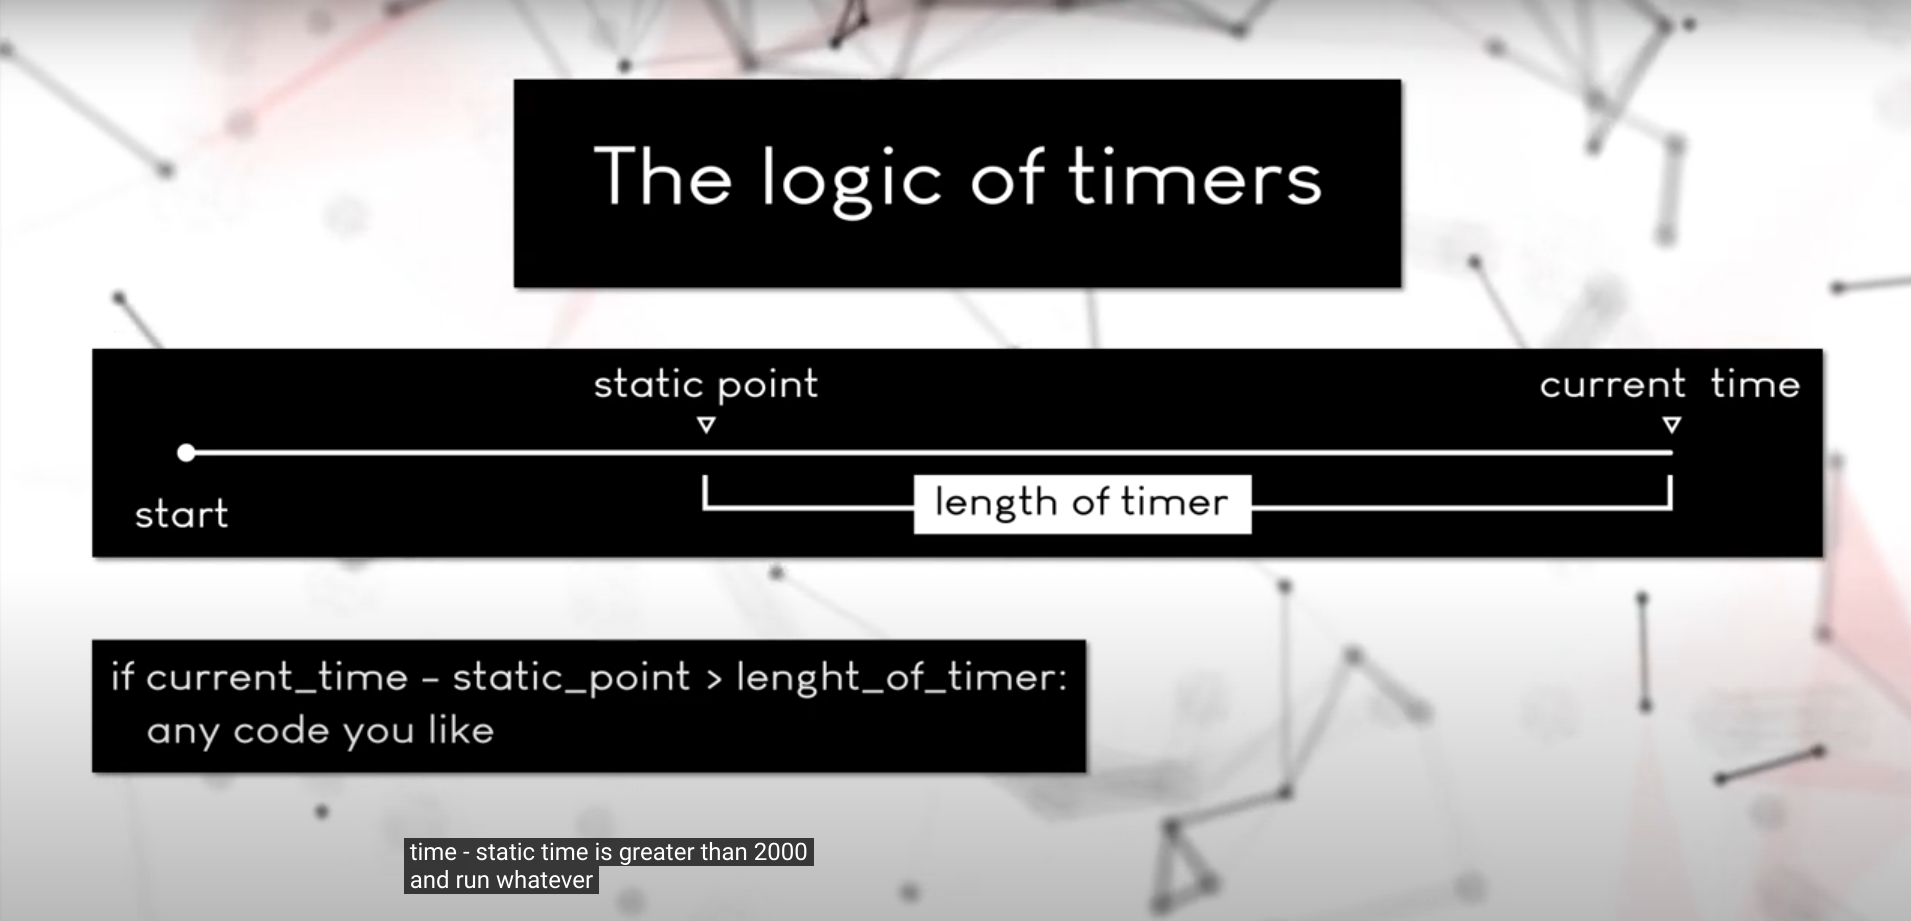 The logic of timers
static point
current time
start
length of timer
if current_time – static_point > lenght_of_timer:
any code you like
time - static time is greater than 2000
and run whatever